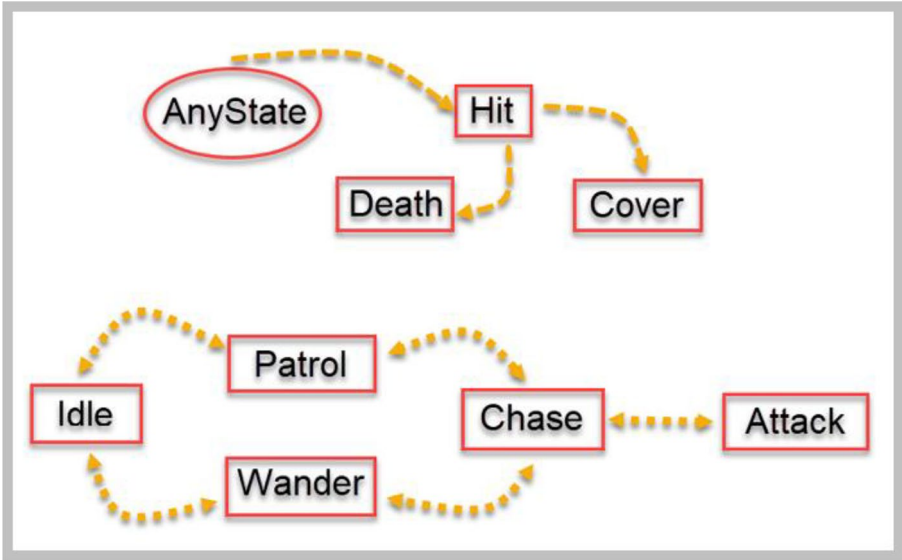 AnyState
Hit
Death
Cover
Patrol
Idle
Chase
Attack
Wander